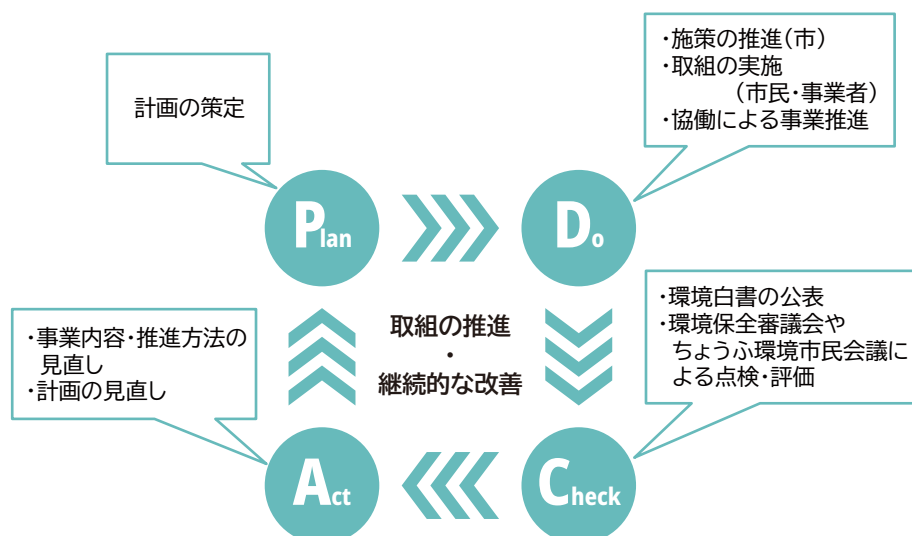 計画の策定
・施策の推進（市）
・取組の実施
（市民・事業者）
・協働による事業推進
Plan
Do
・事業内容・推進方法の
見直し
・計画の見直し
取組の推進
・
継続的な改善
・環境白書の公表
・環境保全審議会や
ちょうふ環境市民会議に
よる点検・評価
Act
Check